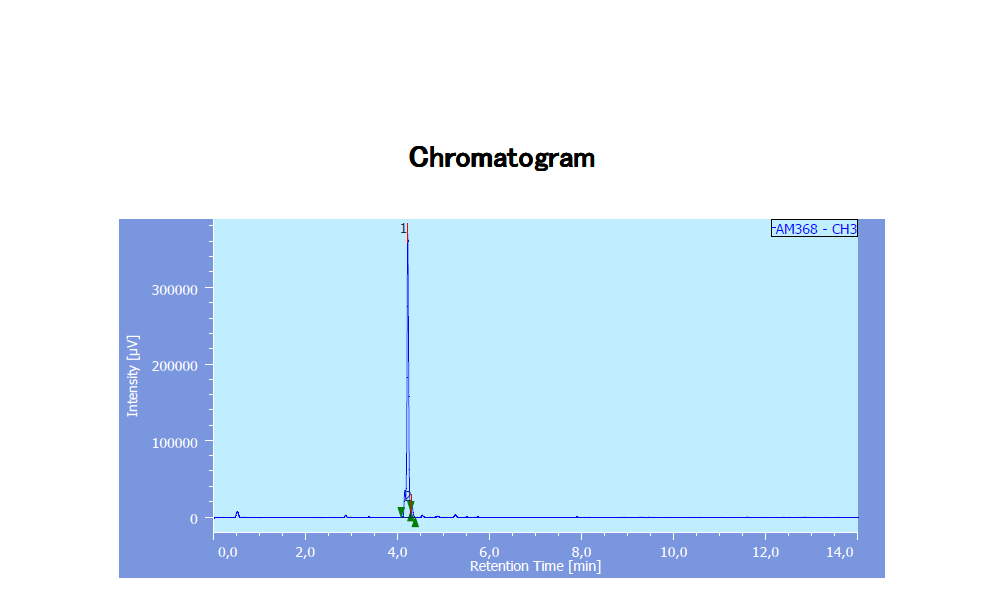 Chromatogram
1
AM368 - CH3
300000
200000
100000
0
Intensity [µV]
0,0 2,0 4,0 6,0 8,0 10,0 12,0 14,0
Retention Time [min]